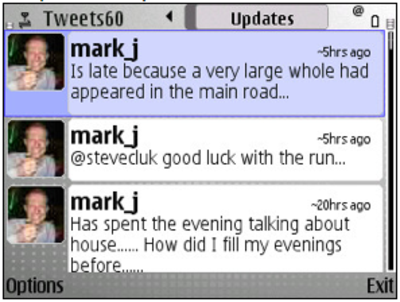 Tweets60
Updates
@
mark_j
~5hrs ago
Is late because a very large whole had
appeared in the main road...
mark_j
~5hrs ago
@stevecluk good luck with the run...
mark_j
~20hrs ago
Has spent the evening talking about
house...... How did I fill my evenings
before......
Options
Exit